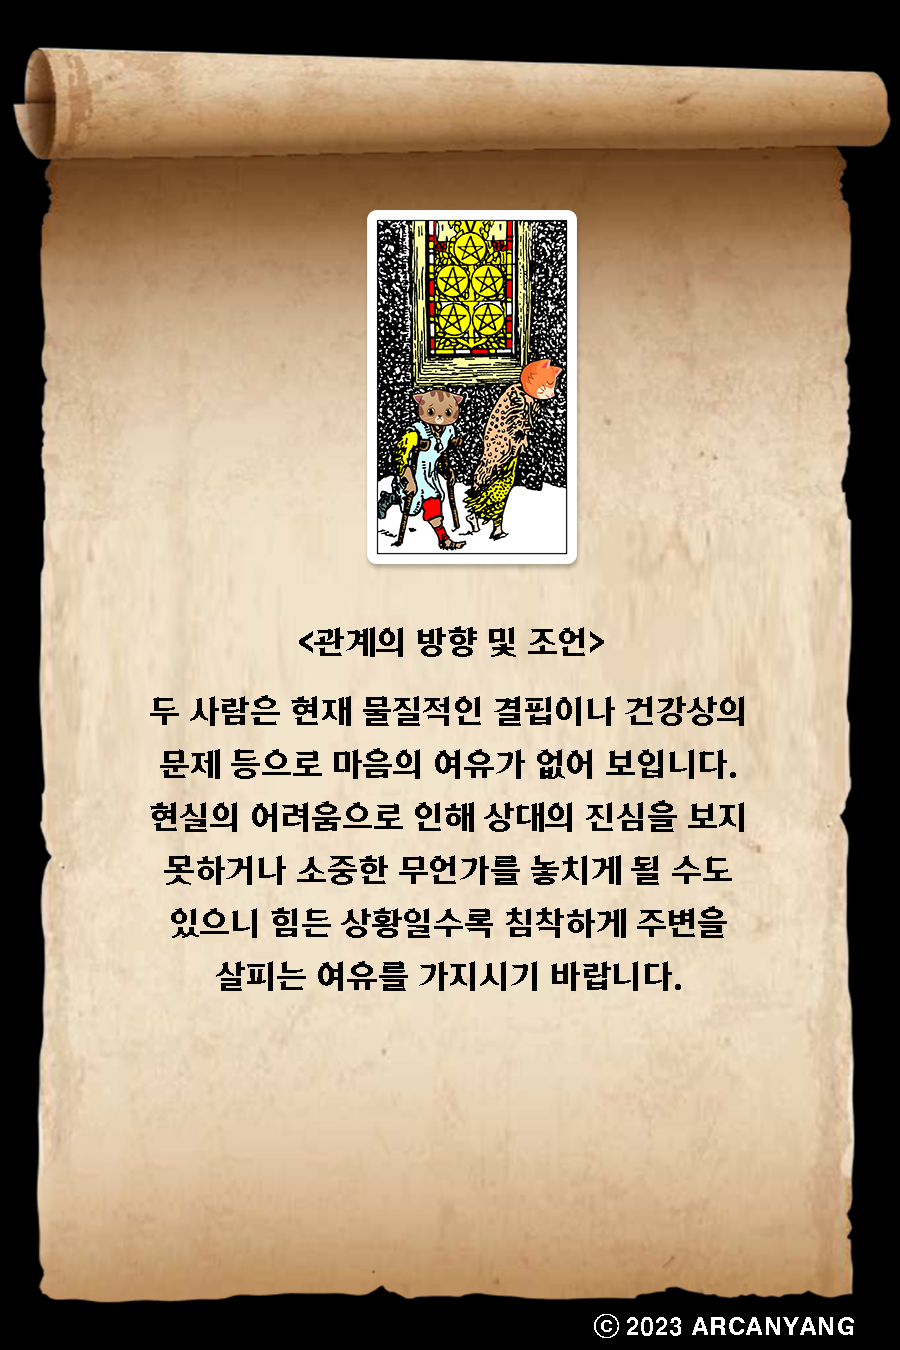 <관계의 방향 및 조언>
두 사람은 현재 물질적인 결핍이나 건강상의
문제 등으로 마음의 여유가 없어 보입니다.
현실의 어려움으로 인해 상대의 진심을 보지
못하거나 소중한 무언가를 놓치게 될 수도
있으니 힘든 상황일수록 침착하게 주변을
살피는 여유를 가지시기 바랍니다.
ⓒ 2023 ARCANYANG